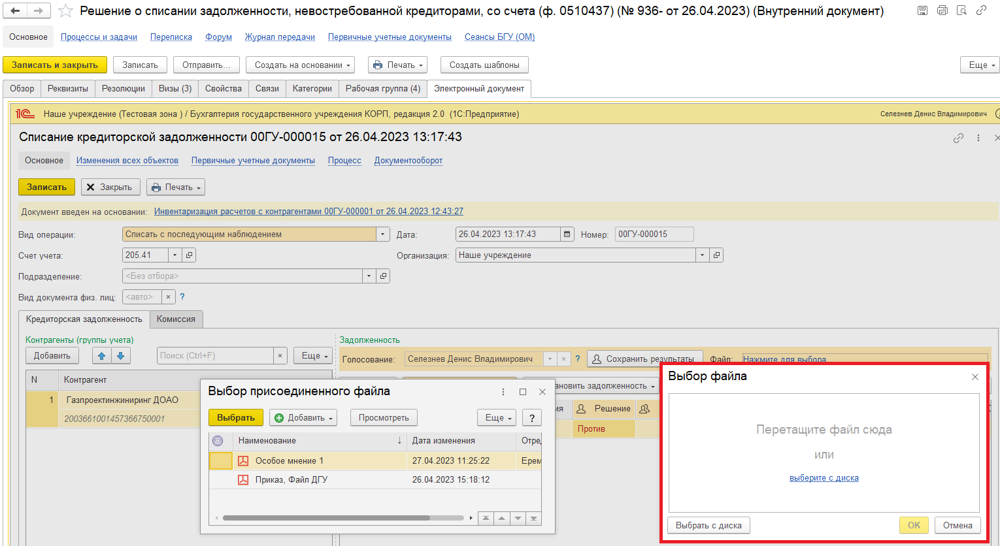 Решение о списании задолженности, невостребованной кредиторами, со счета (ф. 0510437) (№ 936- от 26.04.2023) (Внутренний документ)
Основное Процессы и задачи Переписка Форум Журнал передачи Первичные учетные документы Сеансы БГУ (ОМ)
Записать и закрыть Записать Отправить... Создать на основании Печать Создать шаблоны Еще
Обзор Реквизиты Резолюции Визы (3) Свойства Связи Категории Рабочая группа (4) Электронный документ
1С Наше учреждение (Тестовая зона ) / Бухгалтерия государственного учреждения КОРП, редакция 2.0 (1С:Предприятие) Селезнев Денис Владимирович
Списание кредиторской задолженности 00ГУ-000015 от 26.04.2023 13:17:43
Основное Изменения всех объектов Первичные учетные документы Процесс Документооборот
Записать Закрыть Печать
Документ введен на основании: Инвентаризация расчетов с контрагентами 00ГУ-000001 от 26.04.2023 12:43:27
Вид операции: Списать с последующим наблюдением Дата: 26.04.2023 13:17:43 Номер: 00ГУ-000015
Счет учета: 205.41 Организация: Наше учреждение
Подразделение: <Без отбора>
Вид документа физ. лиц: <авто> ?
Кредиторская задолженность Комиссия
Контрагенты (группы учета) Задолженность
Добавить Поиск (Ctrl+F) × Еще Голосование: Селезнев Денис Владимирович × ? Сохранить результаты Файл: Нажмите для выбора
N Контрагент
1 Газпроектинжиниринг ДОАО
2003661001457366750001
ановить задолженность
ия Решение
Против
Выбор присоединенного файла
Выбрать Добавить Просмотреть Еще ?
Наименование ↓ Дата изменения Отре
Особое мнение 1 27.04.2023 11:25:22 Ерем
Приказ, Файл ДГУ 26.04.2023 15:18:12
Выбор файла
Перетащите файл сюда
или
выберите с диска
Выбрать с диска OK Отмена